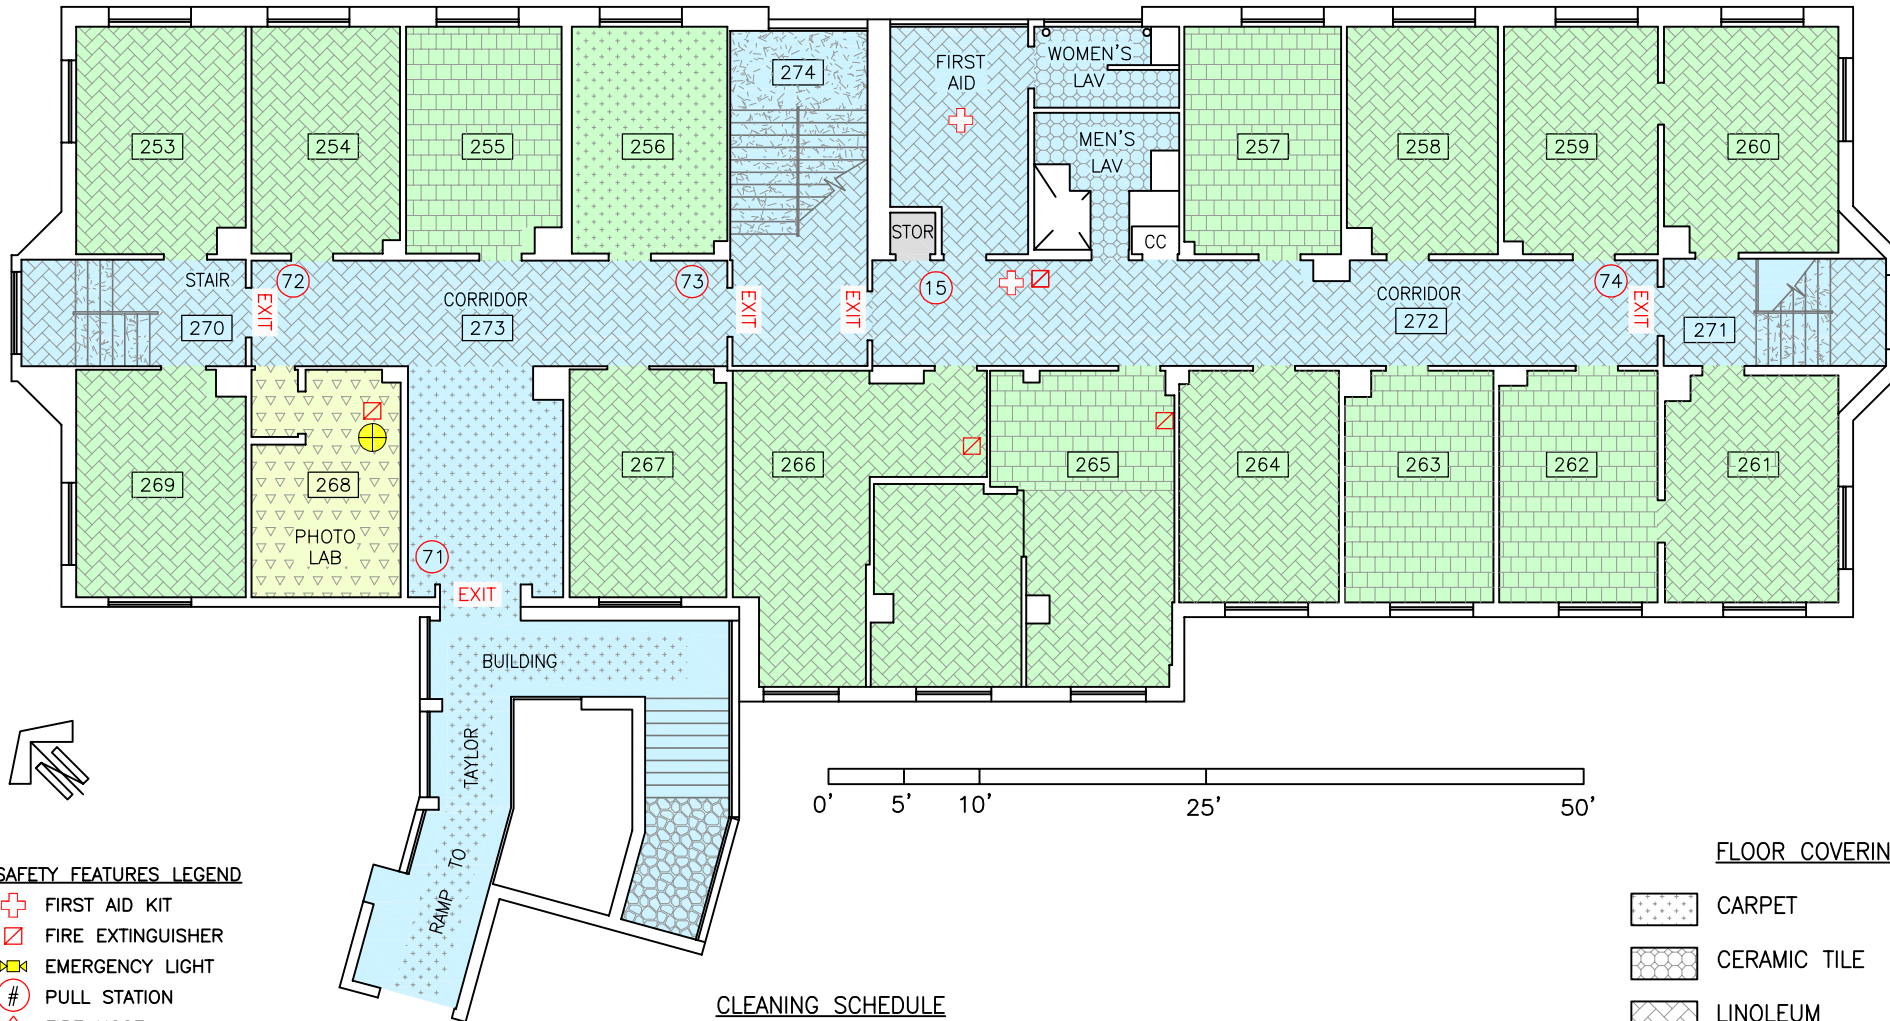 253
254
255
256
274
FIRST
AID
WOMEN'S
LAV
MEN'S
LAV
257
258
259
260
STOR
CC
STAIR
270
EXIT
72
CORRIDOR
273
73
EXIT
EXIT
15
CORRIDOR
272
74
EXIT
271
269
268
PHOTO
LAB
71
EXIT
267
266
265
264
263
262
261
BUILDING
TAYLOR
TO
RAMP
0'
5'
10'
25'
50'
SAFETY FEATURES LEGEND
FIRST AID KIT
FIRE EXTINGUISHER
EMERGENCY LIGHT
# PULL STATION
CLEANING SCHEDULE
FLOOR COVERIN
CARPET
CERAMIC TILE
LINOLEUM